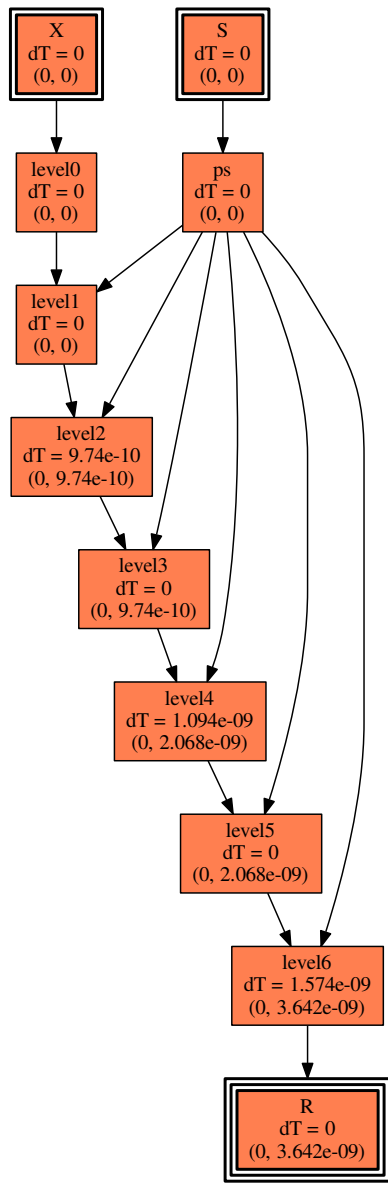 X
dT = 0
(0, 0)
S
dT = 0
(0, 0)
level0
dT = 0
(0, 0)
ps
dT = 0
(0, 0)
level1
dT = 0
(0, 0)
level2
dT = 9.74e-10
(0, 9.74e-10)
level3
dT = 0
(0, 9.74e-10)
level4
dT = 1.094e-09
(0, 2.068e-09)
level5
dT = 0
(0, 2.068e-09)
level6
dT = 1.574e-09
(0, 3.642e-09)
R
dT = 0
(0, 3.642e-09)